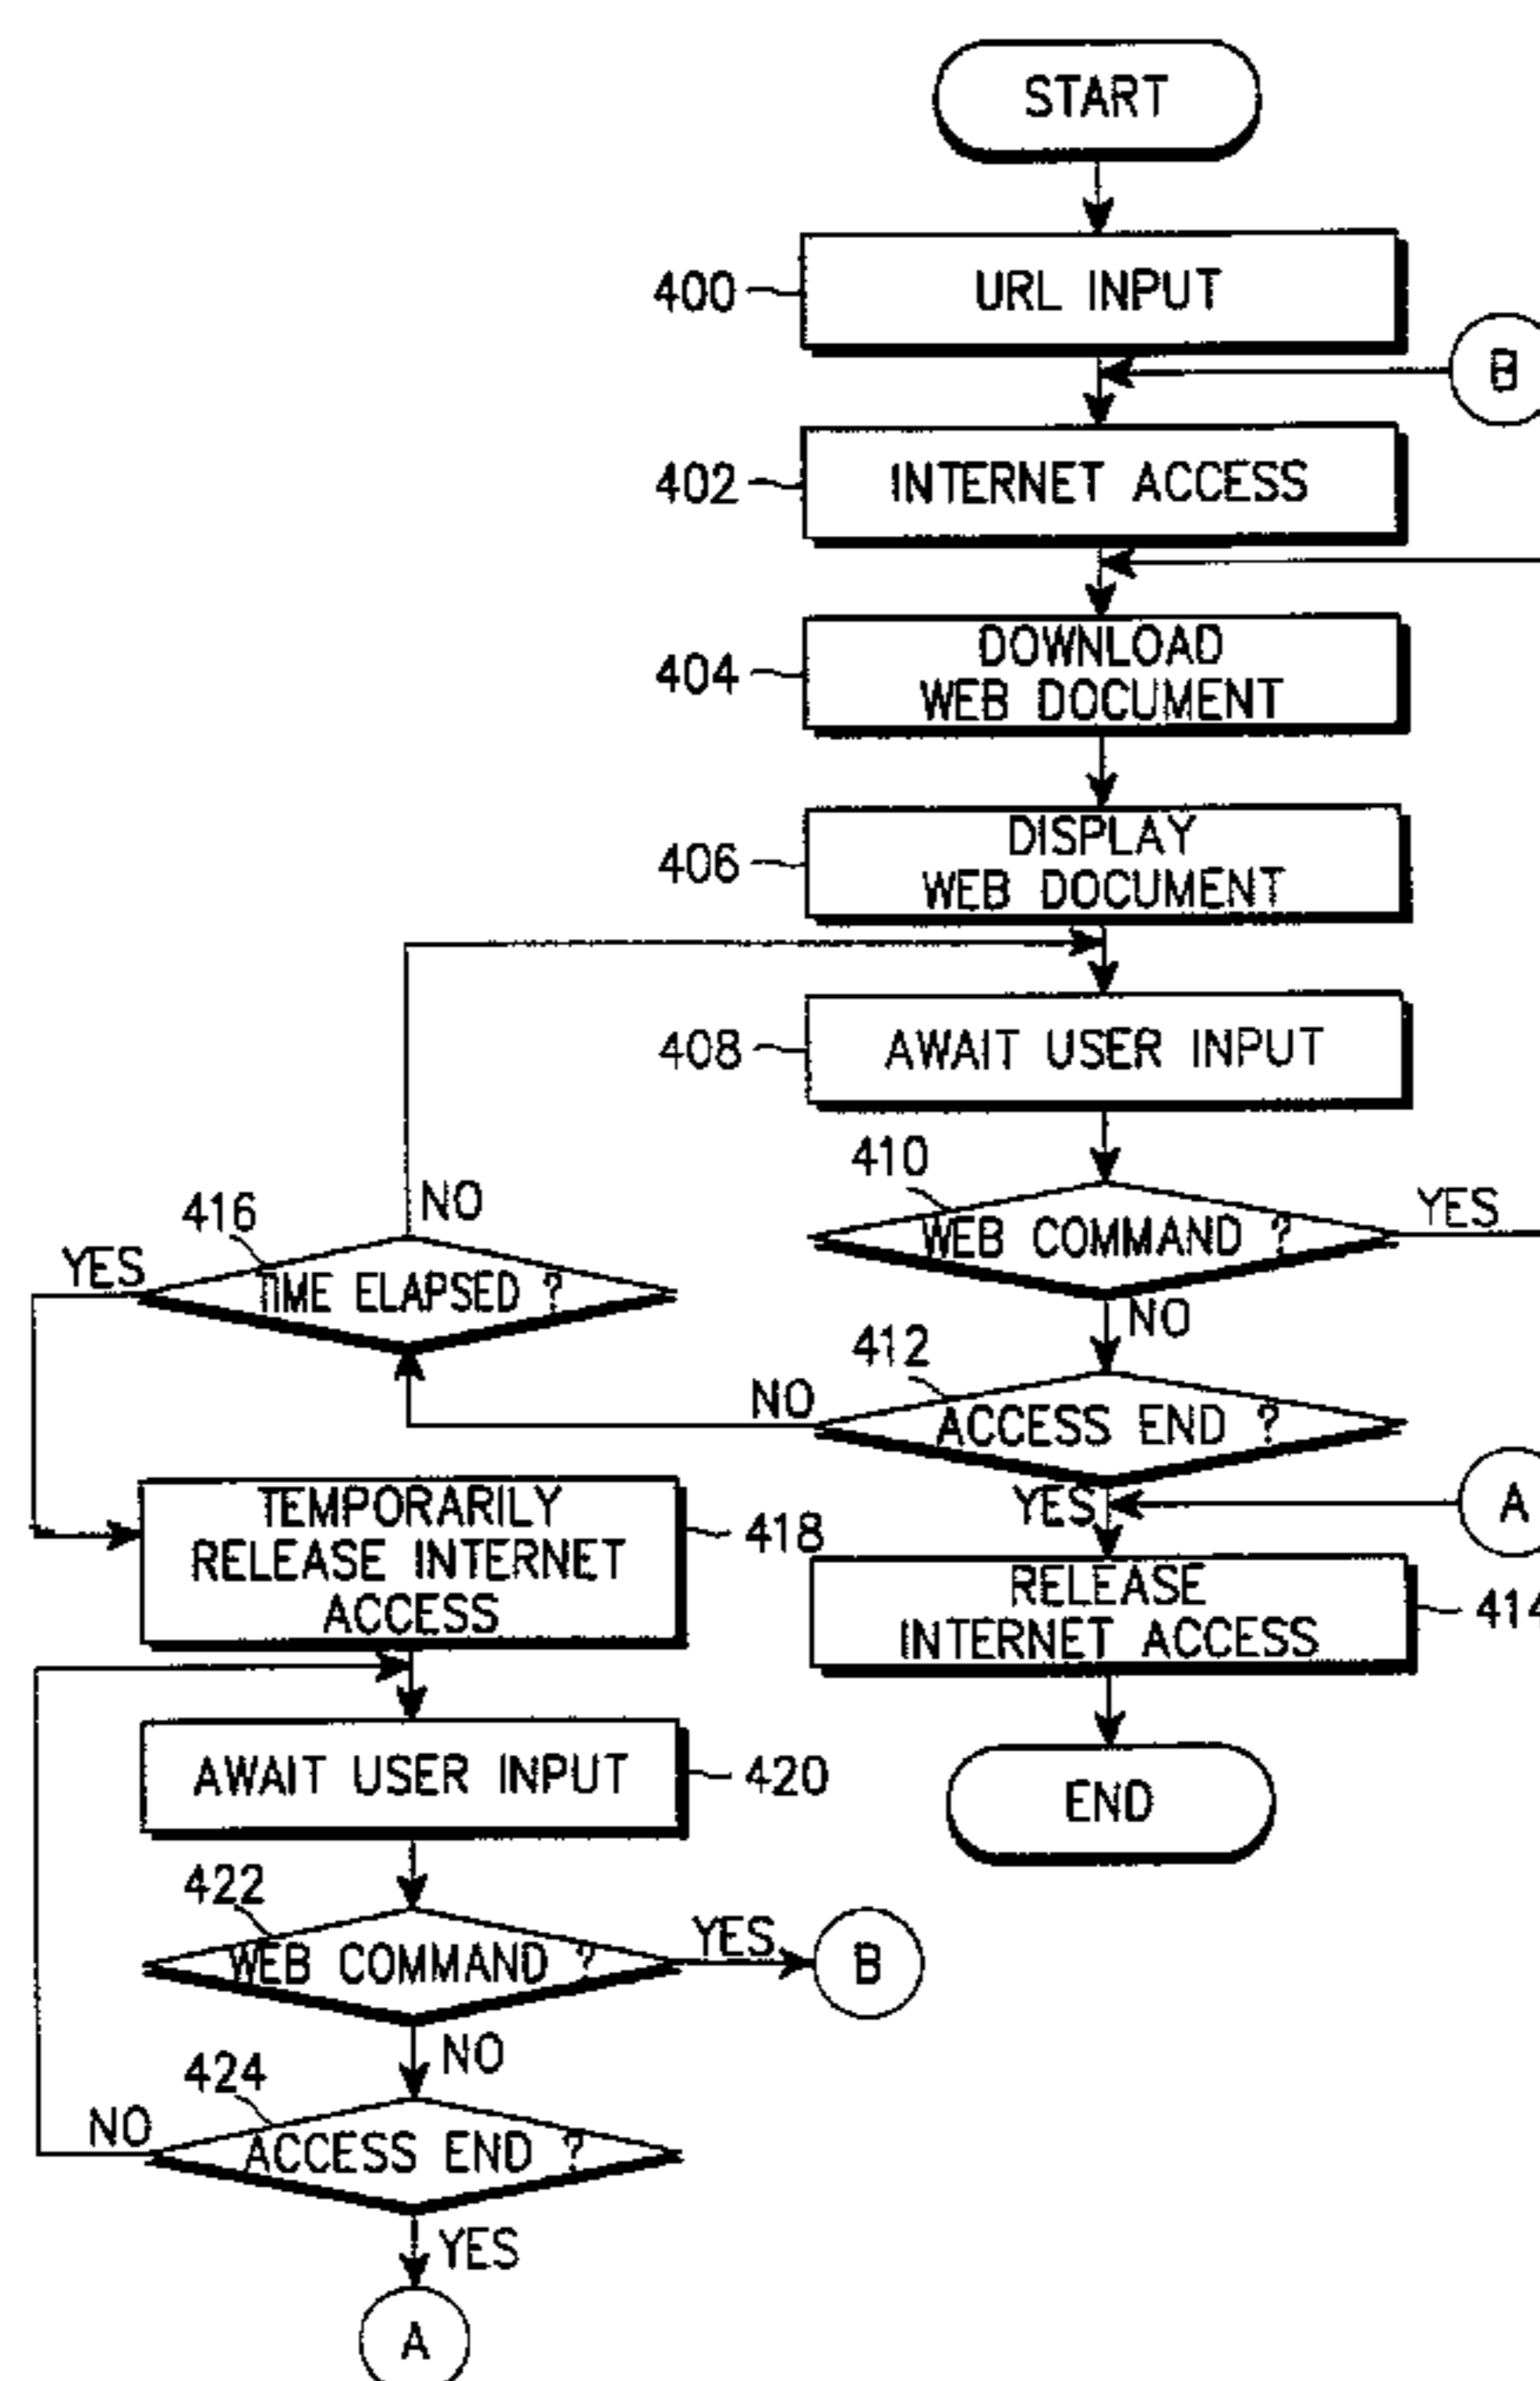 START
400
URL INPUT
B
402
INTERNET ACCESS
404
DOWNLOAD
WEB DOCUMENT
406
DISPLAY
WEB DOCUMENT
408
AWAIT USER INPUT
410
WEB COMMAND ?
YES
NO
416
TIME ELAPSED ?
YES
NO
412
ACCESS END ?
NO
YES
A
TEMPORARILY
RELEASE INTERNET
ACCESS
418
RELEASE
INTERNET ACCESS
414
END
AWAIT USER INPUT
420
422
WEB COMMAND ?
YES
B
NO
424
ACCESS END ?
NO
YES
A